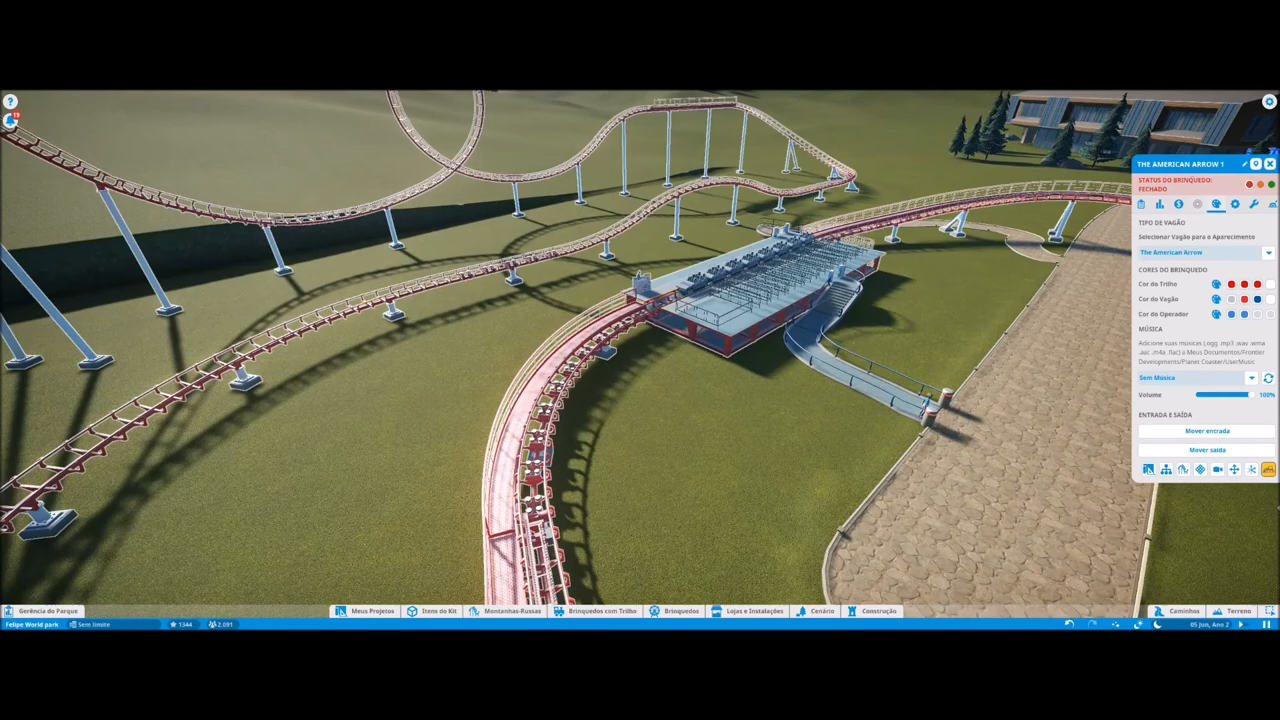 ?
13
THE AMERICAN ARROW 1
STATUS DO BRINQUEDO:
FECHADO
TIPO DE VAGÃO
Selecionar Vagão para o Aparecimento
The American Arrow
CORES DO BRINQUEDO
Cor do Trilho
Cor do Vagão
Cor do Operador
MÚSICA
Adicione suas músicas (.ogg .mp3 .wav .wma
.aac .m4a .flac) a Meus Documentos/Frontier
Developments/Planet Coaster/UserMusic
Sem Música
Volume
100%
ENTRADA E SAÍDA
Mover entrada
Mover saída
Gerência do Parque
Meus Projetos
Itens do Kit
Montanhas-Russas
Brinquedos com Trilho
Brinquedos
Lojas e Instalações
Cenário
Construção
Caminhos
Terreno
Felipe World park
Sem limite
1344
2.091
05 Jun, Ano 2